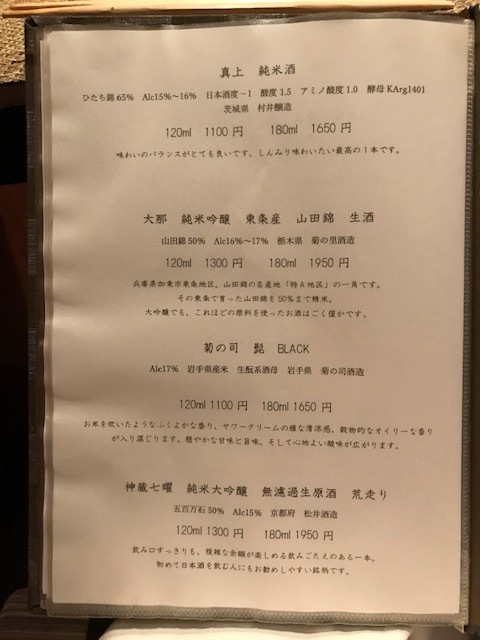 真上　純米酒
ひたち錦 65%　Alc15%～16%　日本酒度－1　酸度 1.5　アミノ酸度 1.0　酵母 KArg1401
茨城県　村井醸造
120ml　1100 円　　180ml　1650 円
味わいのバランスがとても良いです。しんみり味わいたい最高の１本です。
大那　純米吟醸　東条産　山田錦　生酒
山田錦 50%　Alc16%～17%　栃木県　菊の里酒造
120ml　1300 円　　180ml　1950 円
兵庫県加東市東条地区。山田錦の名産地「特Ａ地区」の一角です。
その東条で育った山田錦を 50％まで精米。
大吟醸でも、これほどの原料を使ったお酒はごく僅かです。
菊の司　髭　BLACK
Alc17%　岩手県産米　生酛系酒母　岩手県　菊の司酒造
120ml 1100 円　　180ml 1650 円
お米を炊いたようなふくよかな香り、サワークリームの様な清涼感、穀物的なオイリーな香り
が入り混じります。穏やかな甘味と旨味、そして心地よい酸味が広がります。
神蔵七曜　純米大吟醸　無濾過生原酒　荒走り
五百万石 50%　Alc15%　京都府　松井酒造
120ml 1300 円　　180ml 1950 円
飲み口すっきりも、複雑な余韻が楽しめる飲みごたえのある一本。
初めて日本酒を飲む人にもお勧めしやすい銘柄です。